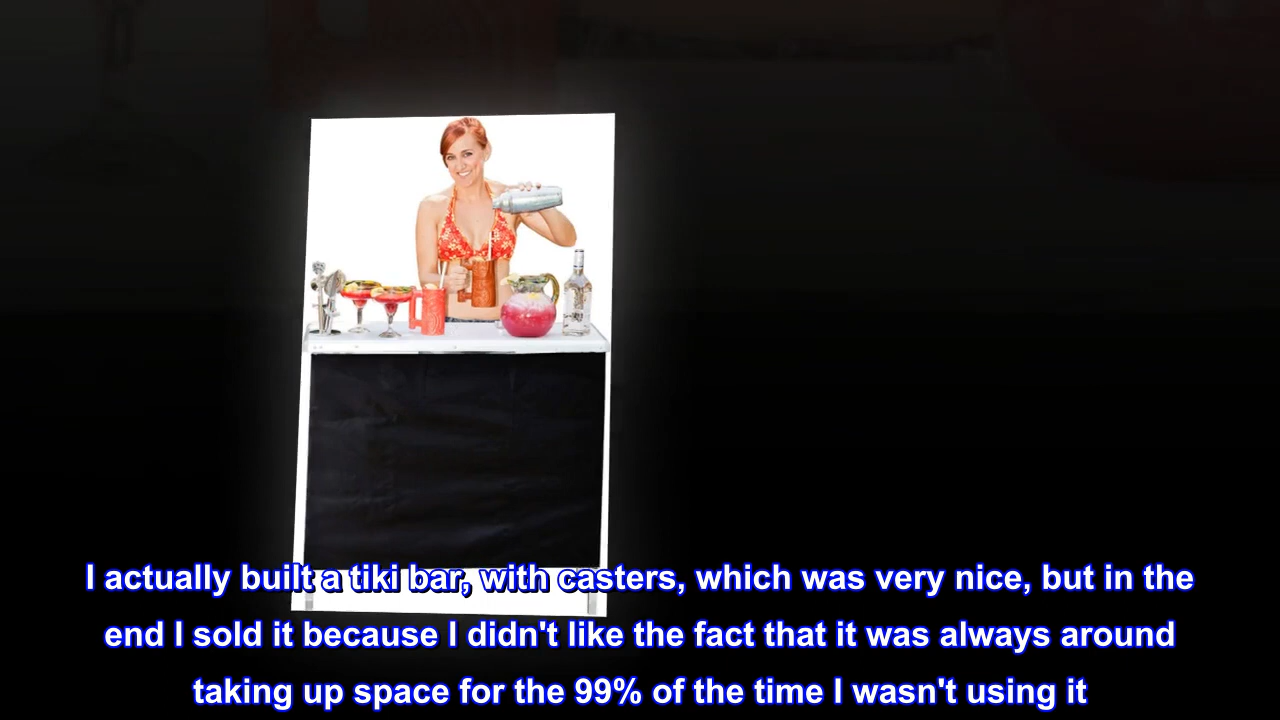 I actually built a tiki bar, with casters, which was very nice, but in the
end I sold it because I didn't like the fact that it was always around
taking up space for the 99% of the time I wasn't using it